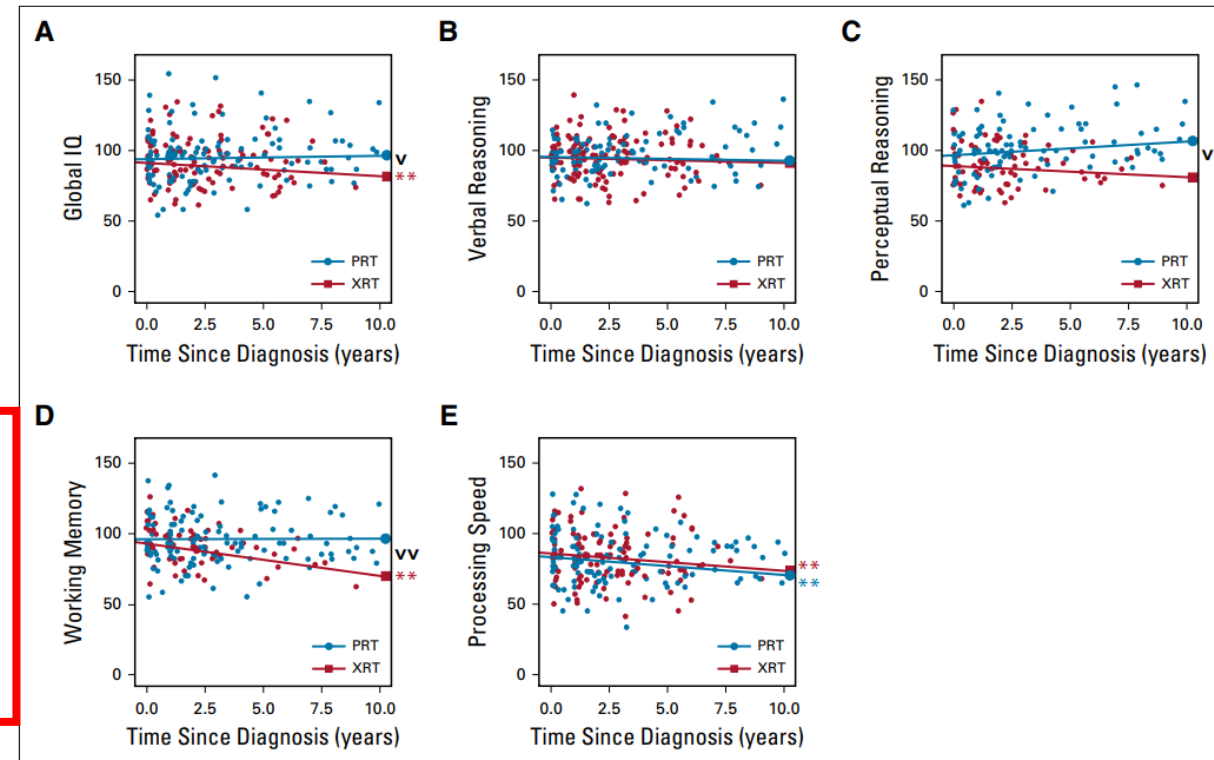 A
B
C
Global IQ
150
100
50
0
v
**
PRT
XRT
0.0 2.5 5.0 7.5 10.0
Time Since Diagnosis (years)
Verbal Reasoning
150
100
50
0
PRT
XRT
0.0 2.5 5.0 7.5 10.0
Time Since Diagnosis (years)
Perceptual Reasoning
150
100
50
0
v
PRT
XRT
0.0 2.5 5.0 7.5 10.0
Time Since Diagnosis (years)
D
E
Working Memory
150
100
50
0
vv
**
PRT
XRT
0.0 2.5 5.0 7.5 10.0
Time Since Diagnosis (years)
Processing Speed
150
100
50
0
**
**
PRT
XRT
0.0 2.5 5.0 7.5 10.0
Time Since Diagnosis (years)